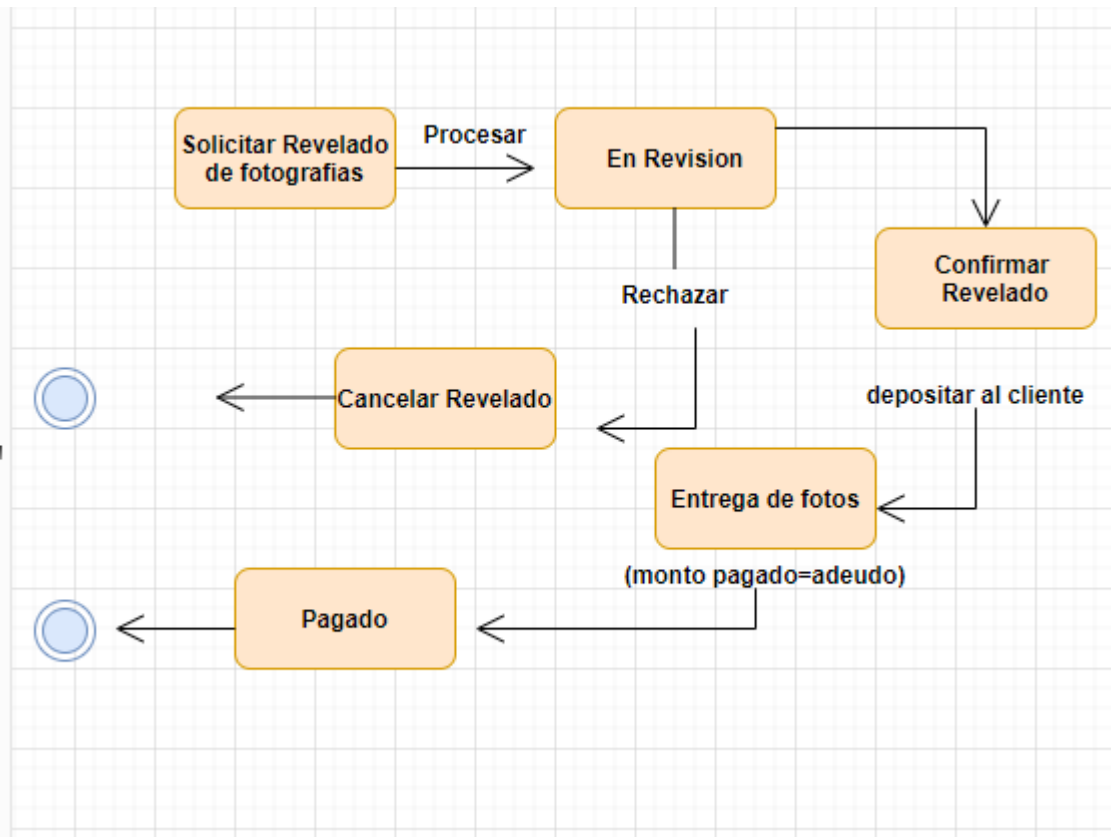 Procesar
Solicitar Revelado
de fotografias
En Revision
Confirmar
Revelado
Rechazar
Cancelar Revelado
depositar al cliente
Entrega de fotos
(monto pagado=adeudo)
Pagado